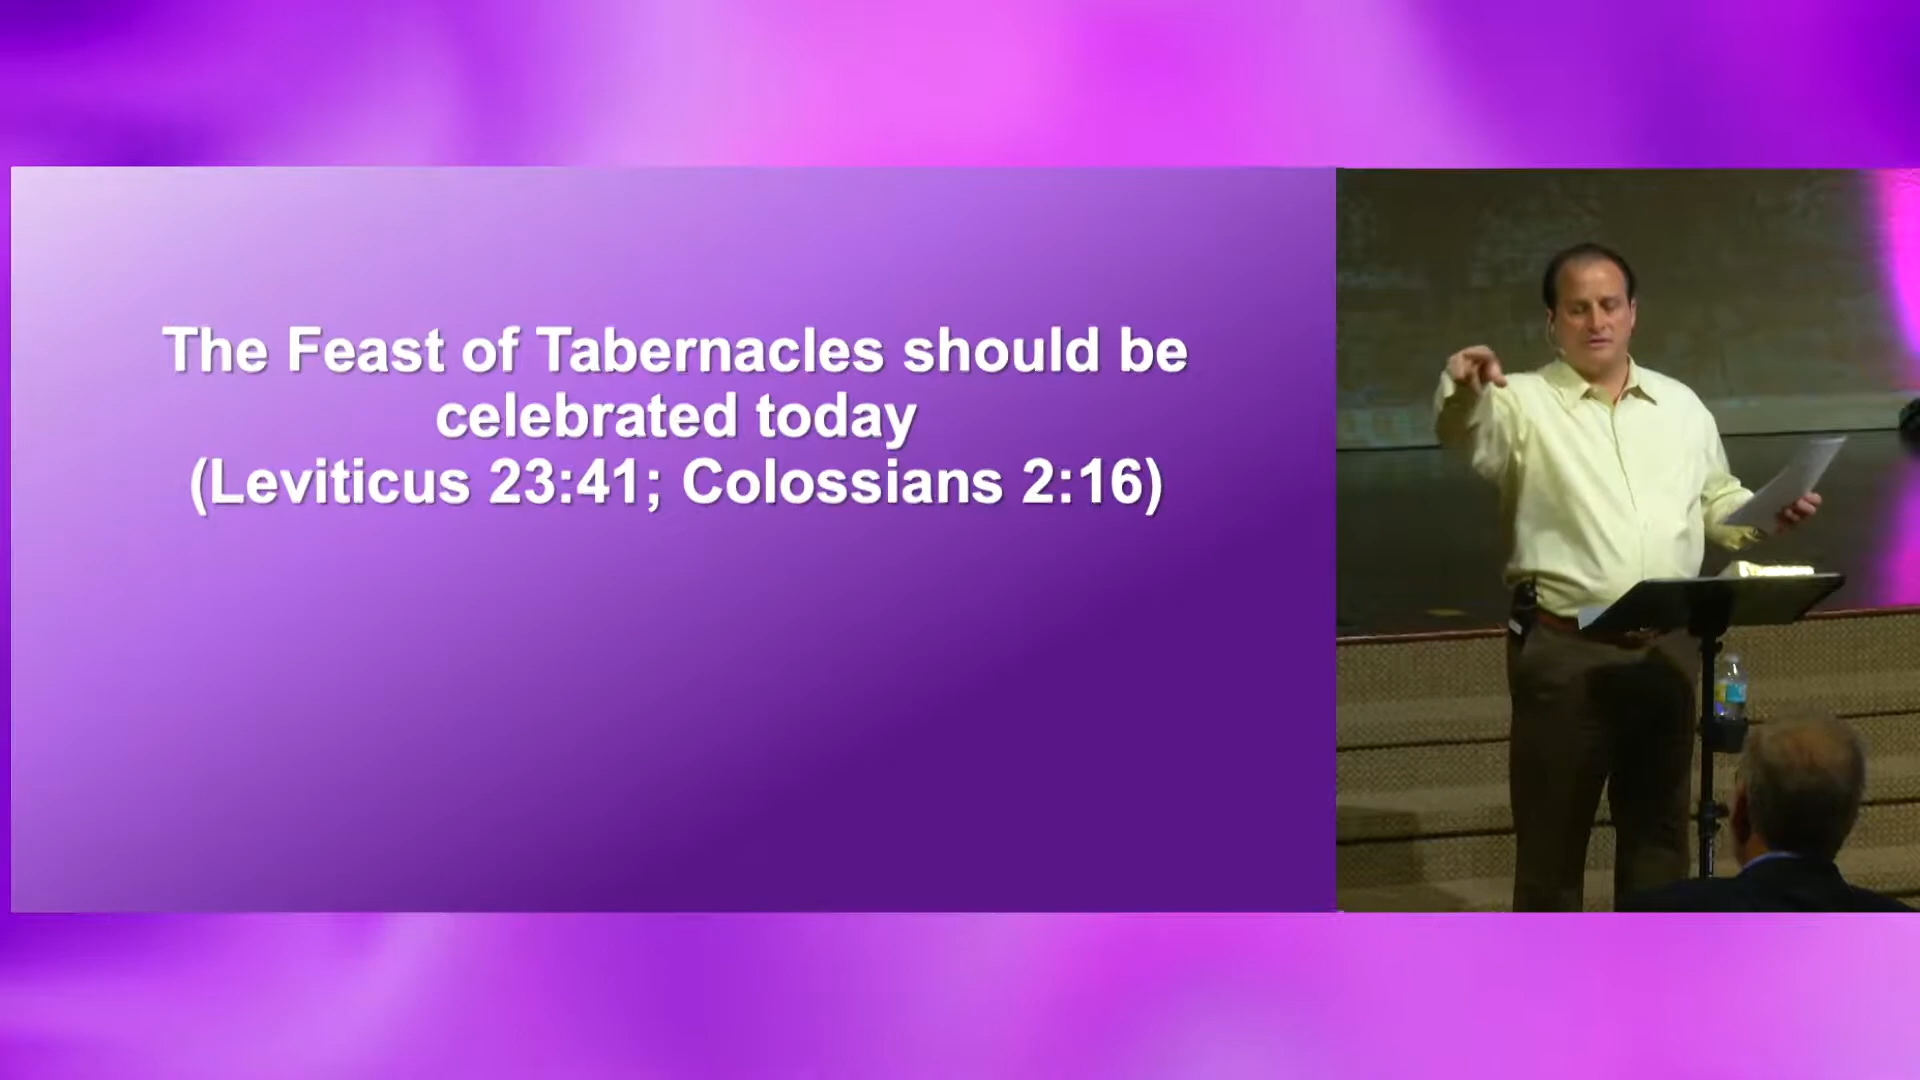 The Feast of Tabernacles should be
celebrated today
(Leviticus 23:41; Colossians 2:16)